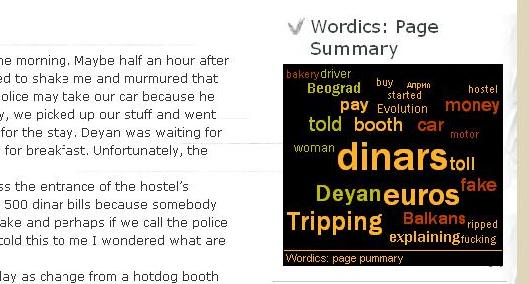 he morning. Maybe half an hour after
ed to shake me and murmured that
olice may take our car because he
y, we picked up our stuff and went
for the stay. Deyan was waiting for
for breakfast. Unfortunately, the
ss the entrance of the hostel's
500 dinar bills because somebody
ake and perhaps if we call the police
told this to me I wondered what are
lay as change from a hotdog booth
Wordics: Page
Summary
bakery driver
Beograd buy Април hostel
started
pay Evolution money
told booth car
motor
woman
dinars toll
Deyan euros fake
Tripping Balkans ripped
explaining fucking
Wordics: page pummary